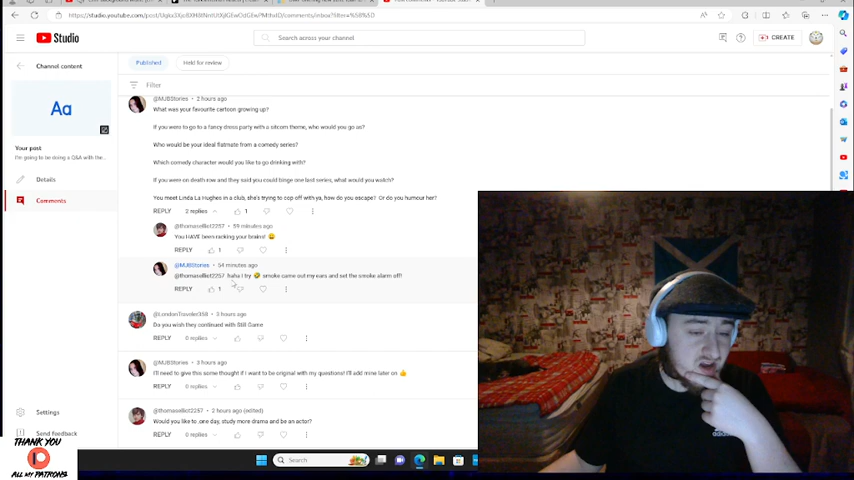 Studio
Search across your channel
CREATE
Channel content
Published
Held for review
Filter
Aa
Your post
I'm going to be doing a Q&A with the...
Details
Comments
Settings
Send feedback
@MJBStories • 2 hours ago
What was your favourite cartoon growing up?
If you were to go to a fancy dress party with a sitcom theme, who would you go as?
Who would be your ideal flatmate from a comedy series?
Which comedy character would you like to go drinking with?
If you were on death row and they said you could binge one last series, what would you watch?
You meet Linda La Hughes in a club, she's trying to cop off with ya, how do you escape? Or do you humour her?
REPLY 2 replies 1
@thomaselliot2257 • 59 minutes ago
You HAVE been racking your brains! 😄
REPLY 1
@MJBStories • 54 minutes ago
@thomaselliot2257 haha I try 🤣 smoke came out my ears and set the smoke alarm off!
REPLY 1
@LondonTraveler358 • 3 hours ago
Do you wish they continued with Still Game
REPLY 0 replies
@MJBStories • 3 hours ago
I'll need to give this some thought if I want to be original with my questions! I'll add mine later on 👍
REPLY 0 replies
@thomaselliot2257 • 2 hours ago (edited)
Would you like to ,one day, study more drama and be an actor?
REPLY 0 replies
THANK YOU
ALL MY PATRONS
Search